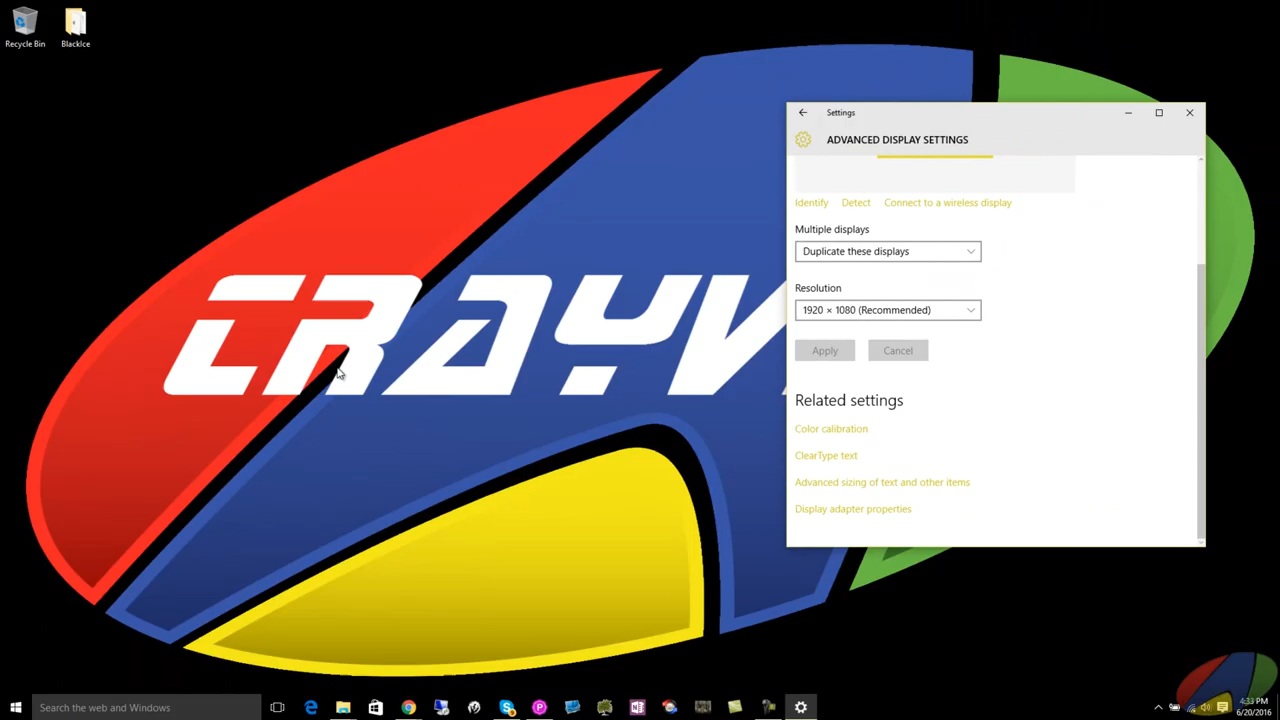 Recycle Bin
BlackIce
CRAYV
Settings
ADVANCED DISPLAY SETTINGS
Identify
Detect
Connect to a wireless display
Multiple displays
Duplicate these displays
Resolution
1920 × 1080 (Recommended)
Apply
Cancel
Related settings
Color calibration
ClearType text
Advanced sizing of text and other items
Display adapter properties
Search the web and Windows
4:33 PM
6/20/2016